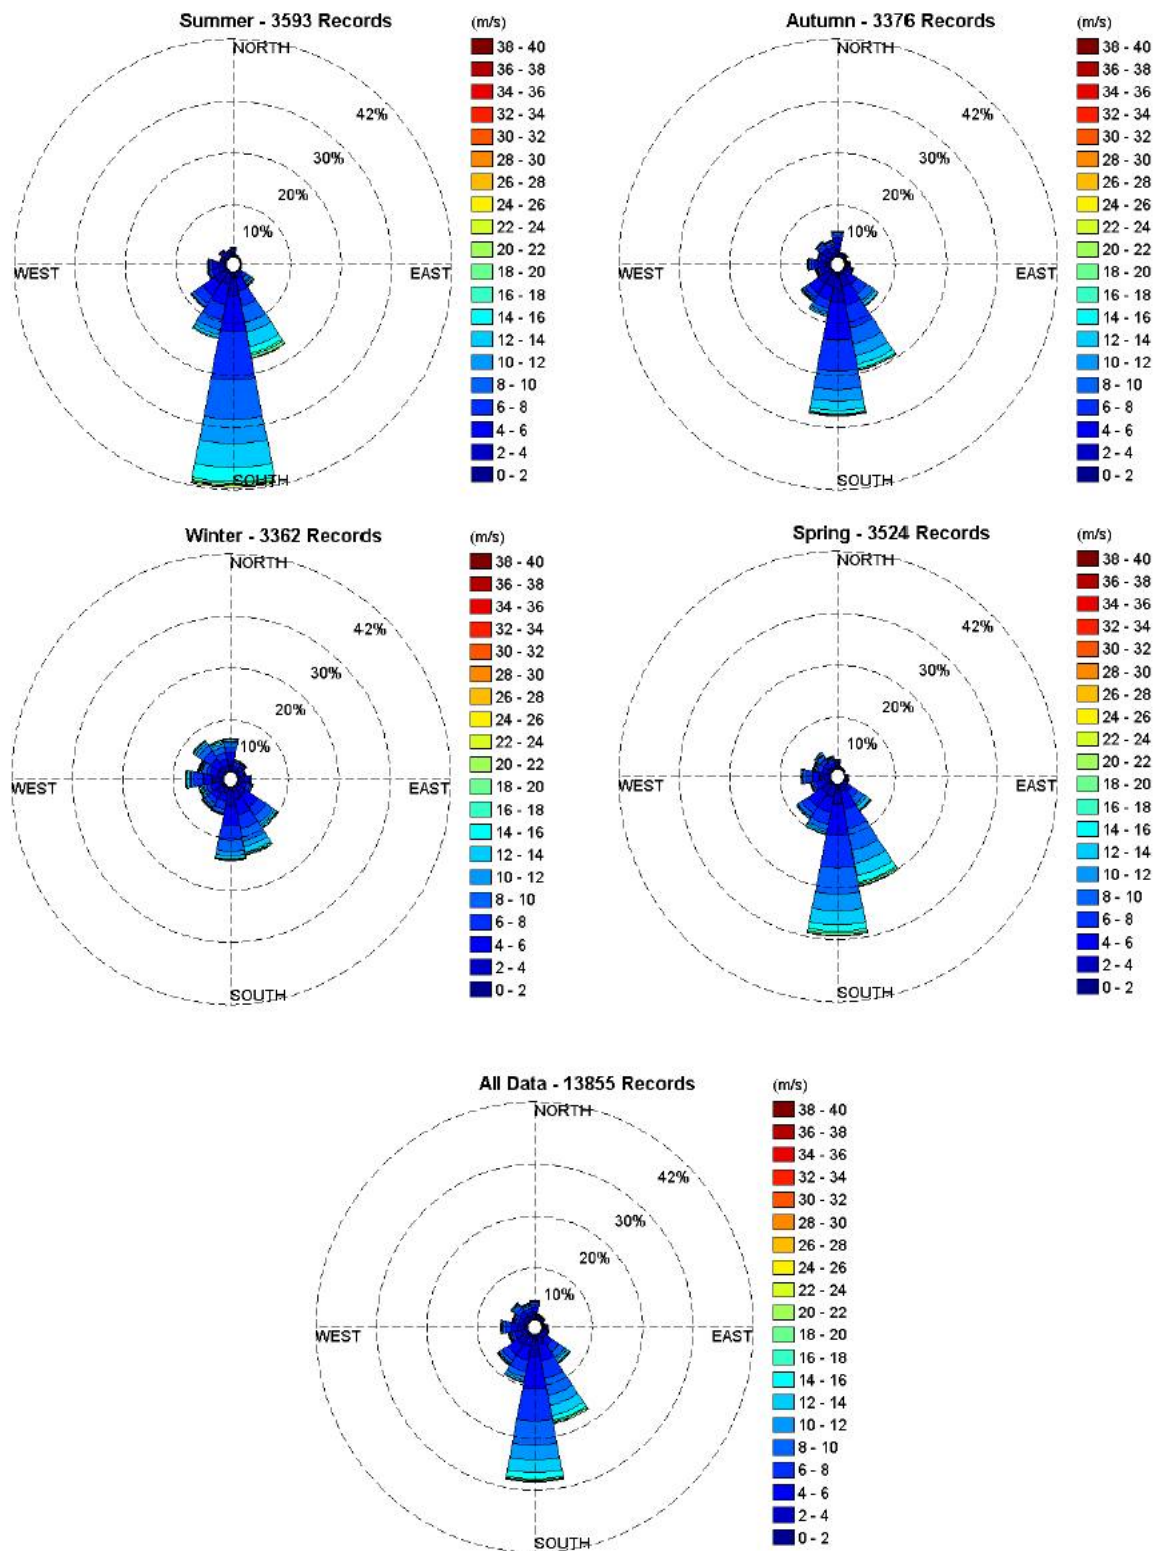 Summer - 3593 Records
(m/s)
NORTH
42%
30%
20%
10%
WEST
EAST
SOUTH
38 - 40
36 - 38
34 - 36
32 - 34
30 - 32
28 - 30
26 - 28
24 - 26
22 - 24
20 - 22
18 - 20
16 - 18
14 - 16
12 - 14
10 - 12
8 - 10
6 - 8
4 - 6
2 - 4
0 - 2
Autumn - 3376 Records
(m/s)
NORTH
42%
30%
20%
10%
WEST
EAST
SOUTH
38 - 40
36 - 38
34 - 36
32 - 34
30 - 32
28 - 30
26 - 28
24 - 26
22 - 24
20 - 22
18 - 20
16 - 18
14 - 16
12 - 14
10 - 12
8 - 10
6 - 8
4 - 6
2 - 4
0 - 2
Winter - 3362 Records
(m/s)
NORTH
42%
30%
20%
10%
WEST
EAST
SOUTH
38 - 40
36 - 38
34 - 36
32 - 34
30 - 32
28 - 30
26 - 28
24 - 26
22 - 24
20 - 22
18 - 20
16 - 18
14 - 16
12 - 14
10 - 12
8 - 10
6 - 8
4 - 6
2 - 4
0 - 2
Spring - 3524 Records
(m/s)
NORTH
42%
30%
20%
10%
WEST
EAST
SOUTH
38 - 40
36 - 38
34 - 36
32 - 34
30 - 32
28 - 30
26 - 28
24 - 26
22 - 24
20 - 22
18 - 20
16 - 18
14 - 16
12 - 14
10 - 12
8 - 10
6 - 8
4 - 6
2 - 4
0 - 2
All Data - 13855 Records
(m/s)
NORTH
42%
30%
20%
10%
WEST
EAST
SOUTH
38 - 40
36 - 38
34 - 36
32 - 34
30 - 32
28 - 30
26 - 28
24 - 26
22 - 24
20 - 22
18 - 20
16 - 18
14 - 16
12 - 14
10 - 12
8 - 10
6 - 8
4 - 6
2 - 4
0 - 2